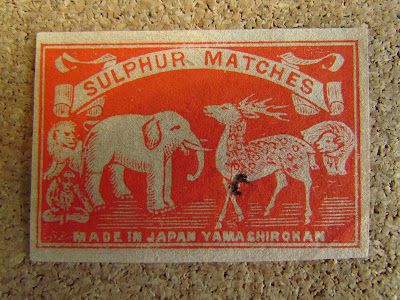 SULPHUR MATCHES
MADE IN JAPAN YAMASHIROKAN